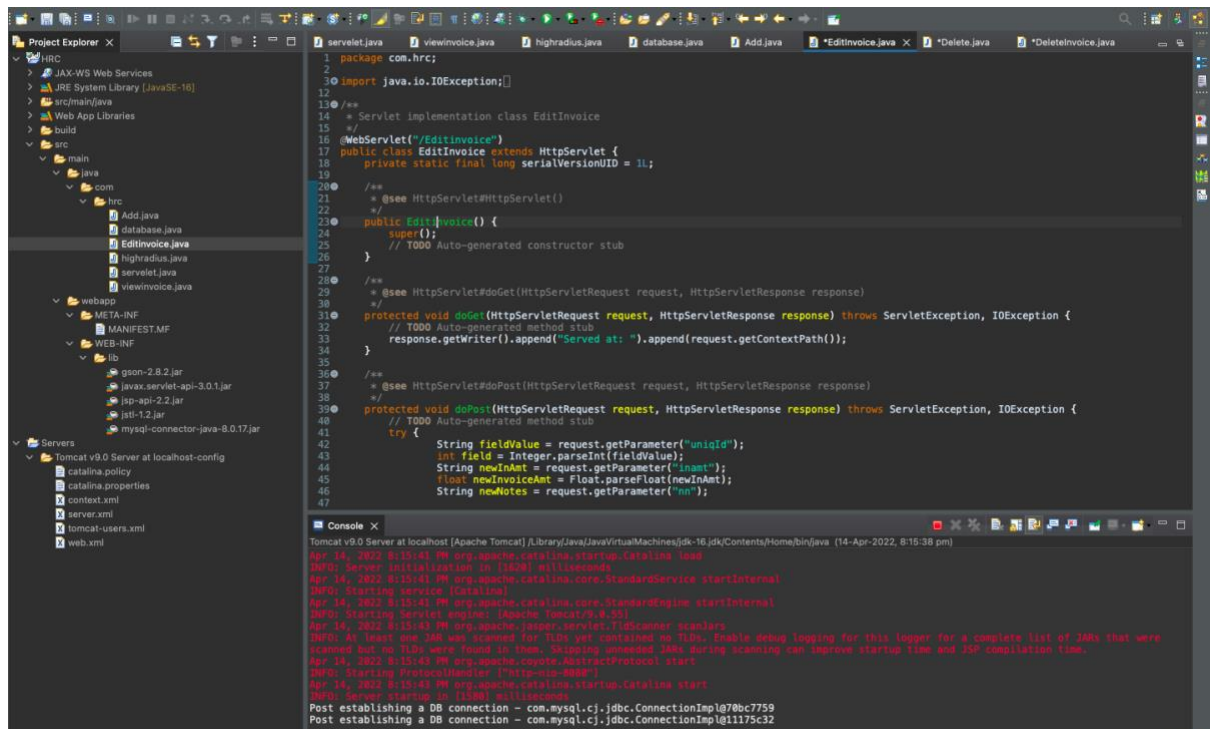 Project Explorer
servelet.java viewinvoice.java highradius.java database.java Add.java *EditInvoice.java *Delete.java *DeleteInvoice.java
HRC
JAX-WS Web Services
JRE System Library [JavaSE-16]
src/main/java
Web App Libraries
build
src
main
java
com
hrc
Add.java
database.java
Editinvoice.java
highradius.java
servelet.java
viewinvoice.java
webapp
META-INF
MANIFEST.MF
WEB-INF
lib
gson-2.8.2.jar
javax.servlet-api-3.0.1.jar
jsp-api-2.2.jar
jstl-1.2.jar
mysql-connector-java-8.0.17.jar
Servers
Tomcat v9.0 Server at localhost-config
catalina.policy
catalina.properties
context.xml
server.xml
tomcat-users.xml
web.xml
1 package com.hrc;
2
3 import java.io.IOException;
12
13 /**
14 * Servlet implementation class EditInvoice
15 */
16 @WebServlet("/Editinvoice")
17 public class EditInvoice extends HttpServlet {
18 private static final long serialVersionUID = 1L;
19
20 /**
21 * @see HttpServlet#HttpServlet()
22 */
23 public Editinvoice() {
24 super();
25 // TODO Auto-generated constructor stub
26 }
27
28 /**
29 * @see HttpServlet#doGet(HttpServletRequest request, HttpServletResponse response)
30 */
31 protected void doGet(HttpServletRequest request, HttpServletResponse response) throws ServletException, IOException {
32 // TODO Auto-generated method stub
33 response.getWriter().append("Served at: ").append(request.getContextPath());
34 }
35
36 /**
37 * @see HttpServlet#doPost(HttpServletRequest request, HttpServletResponse response)
38 */
39 protected void doPost(HttpServletRequest request, HttpServletResponse response) throws ServletException, IOException {
40 // TODO Auto-generated method stub
41 try {
42 String fieldValue = request.getParameter("uniqId");
43 int field = Integer.parseInt(fieldValue);
44 String newInAmt = request.getParameter("inamt");
45 float newInvoiceAmt = Float.parseFloat(newInAmt);
46 String newNotes = request.getParameter("nn");
47
Console
Tomcat v9.0 Server at localhost [Apache Tomcat] /Library/Java/JavaVirtualMachines/jdk-16.jdk/Contents/Home/bin/java (14-Apr-2022, 8:15:38 pm)
Apr 14, 2022 8:15:41 PM org.apache.catalina.startup.Catalina load
INFO: Server initialization in [1620] milliseconds
Apr 14, 2022 8:15:41 PM org.apache.catalina.core.StandardService startInternal
INFO: Starting service [Catalina]
Apr 14, 2022 8:15:41 PM org.apache.catalina.core.StandardEngine startInternal
INFO: Starting Servlet engine: [Apache Tomcat/9.0.55]
Apr 14, 2022 8:15:43 PM org.apache.jasper.servlet.TldScanner scanJars
INFO: At least one JAR was scanned for TLDs yet contained no TLDs. Enable debug logging for this logger for a complete list of JARs that were
scanned but no TLDs were found in them. Skipping unneeded JARs during scanning can improve startup time and JSP compilation time.
Apr 14, 2022 8:15:43 PM org.apache.coyote.AbstractProtocol start
INFO: Starting ProtocolHandler ["http-nio-8080"]
Apr 14, 2022 8:15:43 PM org.apache.catalina.startup.Catalina start
INFO: Server startup in [1580] milliseconds
Post establishing a DB connection - com.mysql.cj.jdbc.ConnectionImpl@70bc7759
Post establishing a DB connection - com.mysql.cj.jdbc.ConnectionImpl@11175c32